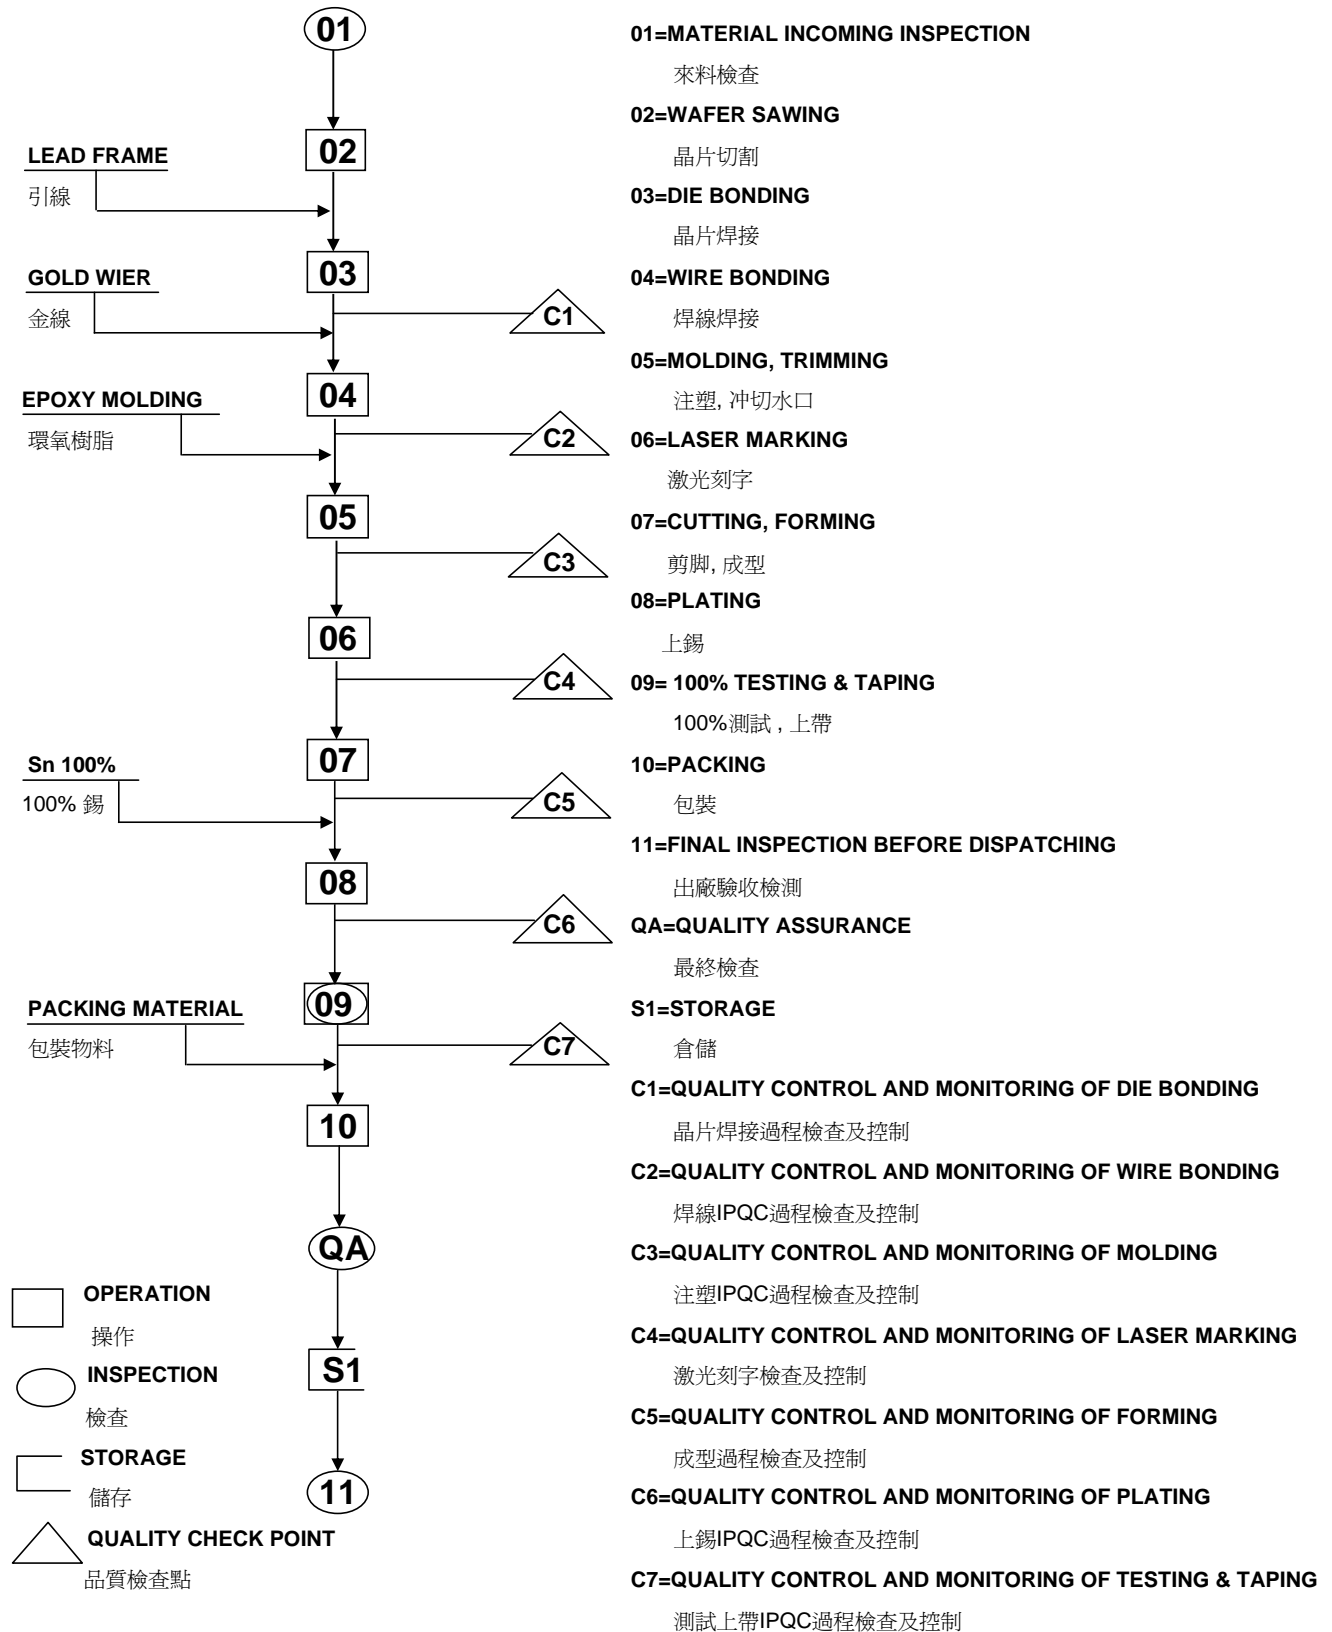 01
02
LEAD FRAME
引線
03
GOLD WIER
金線
C1
04
EPOXY MOLDING
環氧樹脂
C2
05
C3
06
C4
07
Sn 100%
100% 錫
C5
08
C6
09
PACKING MATERIAL
包裝物料
C7
10
QA
S1
11
OPERATION
操作
INSPECTION
檢查
STORAGE
儲存
QUALITY CHECK POINT
品質檢查點
01=MATERIAL INCOMING INSPECTION
來料檢查
02=WAFER SAWING
晶片切割
03=DIE BONDING
晶片焊接
04=WIRE BONDING
焊線焊接
05=MOLDING, TRIMMING
注塑, 冲切水口
06=LASER MARKING
激光刻字
07=CUTTING, FORMING
剪脚, 成型
08=PLATING
上錫
09= 100% TESTING & TAPING
100%測試 , 上帶
10=PACKING
包裝
11=FINAL INSPECTION BEFORE DISPATCHING
出廠驗收檢測
QA=QUALITY ASSURANCE
最終檢查
S1=STORAGE
倉儲
C1=QUALITY CONTROL AND MONITORING OF DIE BONDING
晶片焊接過程檢查及控制
C2=QUALITY CONTROL AND MONITORING OF WIRE BONDING
焊線IPQC過程檢查及控制
C3=QUALITY CONTROL AND MONITORING OF MOLDING
注塑IPQC過程檢查及控制
C4=QUALITY CONTROL AND MONITORING OF LASER MARKING
激光刻字檢查及控制
C5=QUALITY CONTROL AND MONITORING OF FORMING
成型過程檢查及控制
C6=QUALITY CONTROL AND MONITORING OF PLATING
上錫IPQC過程檢查及控制
C7=QUALITY CONTROL AND MONITORING OF TESTING & TAPING
測試上帶IPQC過程檢查及控制